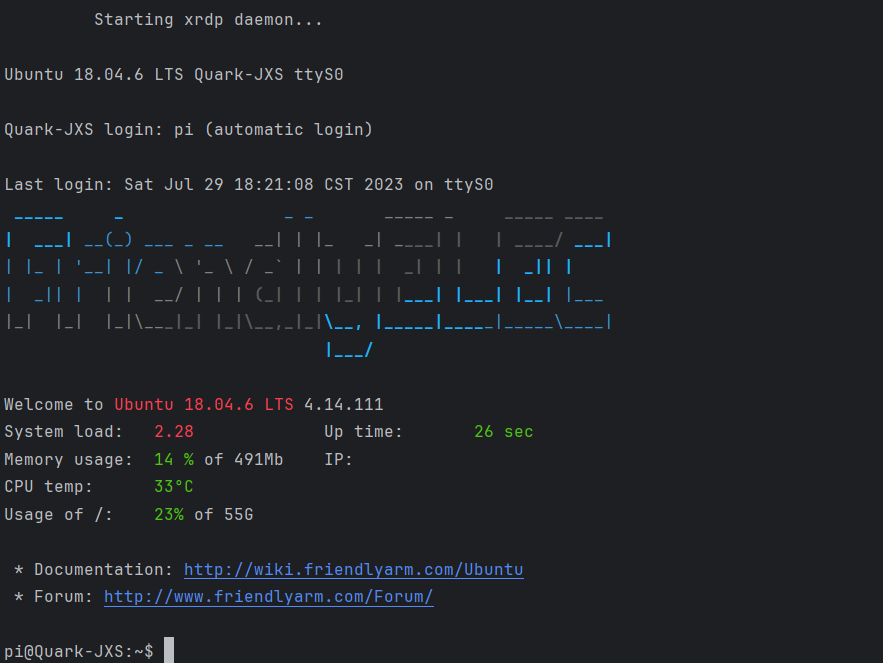 Starting xrdp daemon...
Ubuntu 18.04.6 LTS Quark-JXS ttyS0
Quark-JXS login: pi (automatic login)
Last login: Sat Jul 29 18:21:08 CST 2023 on ttyS0
FriendlyELEC
Welcome to Ubuntu 18.04.6 LTS 4.14.111
System load: 2.28 Up time: 26 sec
Memory usage: 14 % of 491Mb IP:
CPU temp: 33°C
Usage of /: 23% of 55G
* Documentation: http://wiki.friendlyarm.com/Ubuntu
* Forum: http://www.friendlyarm.com/Forum/
pi@Quark-JXS:~$